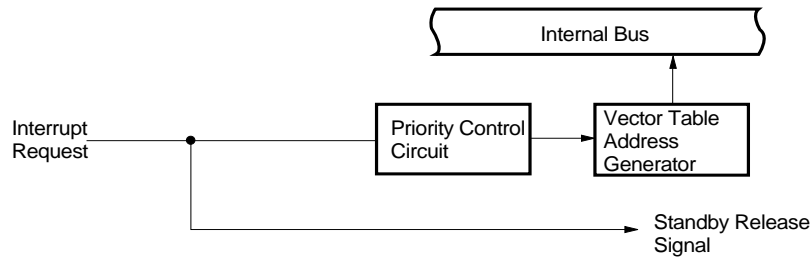 Internal Bus
Interrupt
Request
Priority Control
Circuit
Vector Table
Address
Generator
Standby Release
Signal